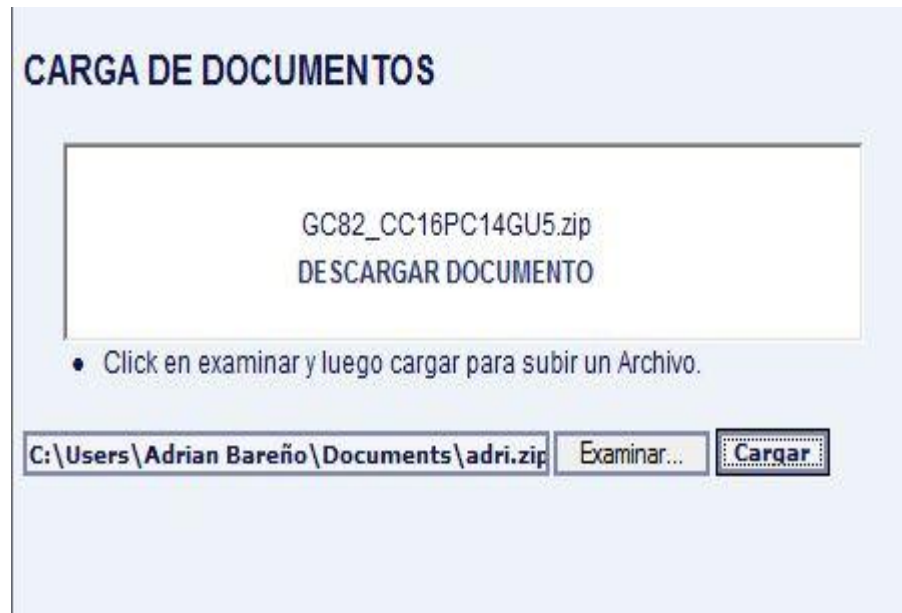 CARGA DE DOCUMENTOS
GC82_CC16PC14GU5.zip
DESCARGAR DOCUMENTO
• Click en examinar y luego cargar para subir un Archivo.
C:\Users\Adrian Bareño\Documents\adri.zip Examinar... Cargar